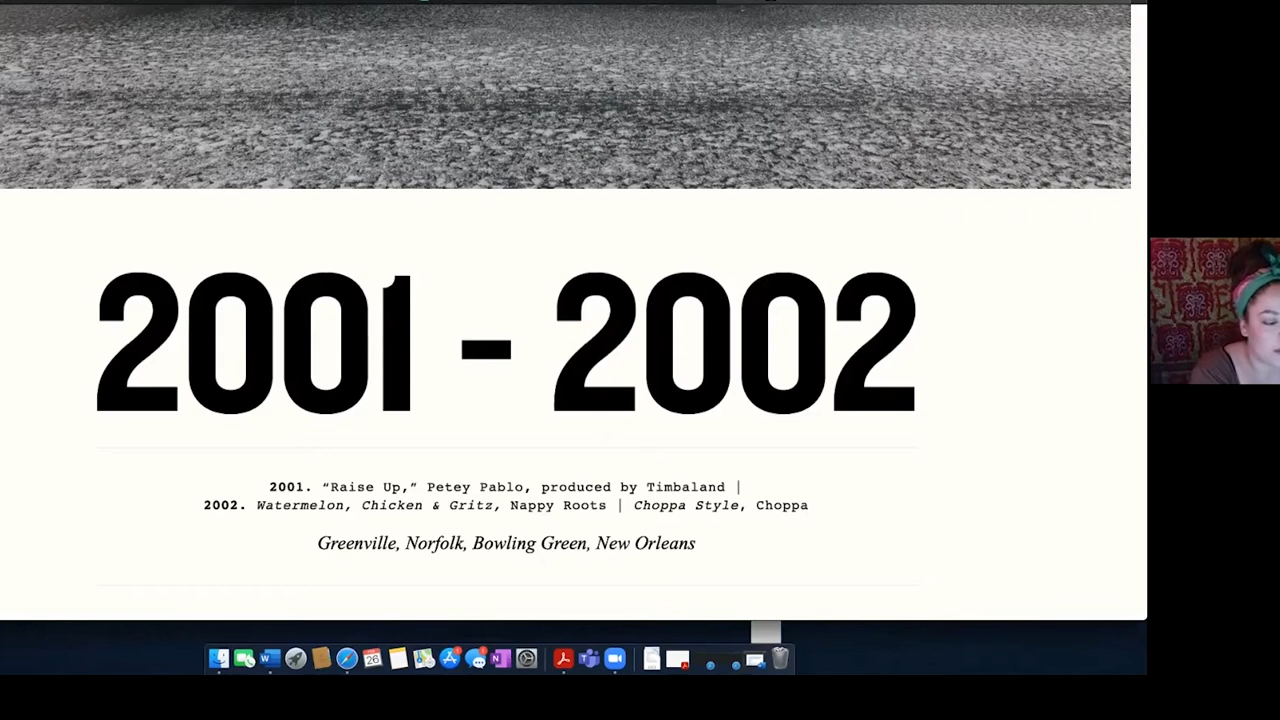 2001 - 2002
2001. “Raise Up,” Petey Pablo, produced by Timbaland |
2002. Watermelon, Chicken & Gritz, Nappy Roots | Choppa Style, Choppa
Greenville, Norfolk, Bowling Green, New Orleans
26